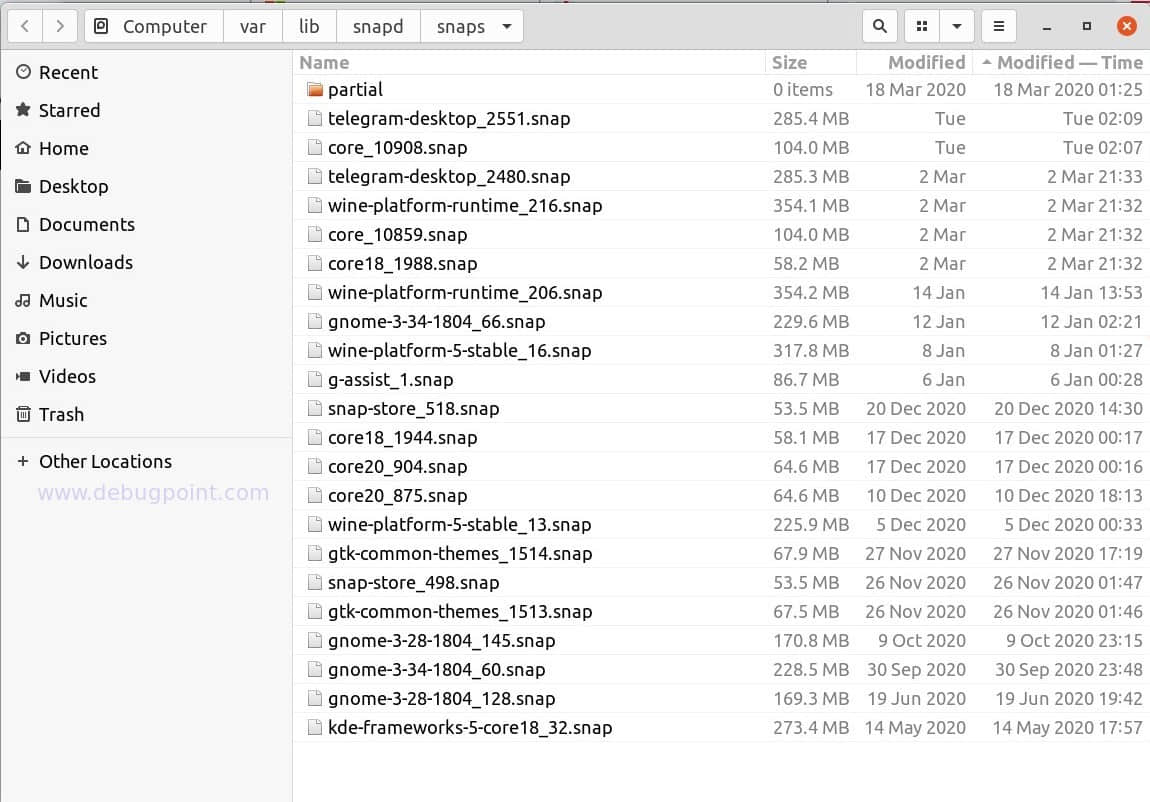 Computer var lib snapd snaps
Name Size Modified Modified — Time
Recent
Starred
Home
Desktop
Documents
Downloads
Music
Pictures
Videos
Trash
Other Locations
www.debugpoint.com
partial 0 items 18 Mar 2020 18 Mar 2020 01:25
telegram-desktop_2551.snap 285.4 MB Tue Tue 02:09
core_10908.snap 104.0 MB Tue Tue 02:07
telegram-desktop_2480.snap 285.3 MB 2 Mar 2 Mar 21:33
wine-platform-runtime_216.snap 354.1 MB 2 Mar 2 Mar 21:32
core_10859.snap 104.0 MB 2 Mar 2 Mar 21:32
core18_1988.snap 58.2 MB 2 Mar 2 Mar 21:32
wine-platform-runtime_206.snap 354.2 MB 14 Jan 14 Jan 13:53
gnome-3-34-1804_66.snap 229.6 MB 12 Jan 12 Jan 02:21
wine-platform-5-stable_16.snap 317.8 MB 8 Jan 8 Jan 01:27
g-assist_1.snap 86.7 MB 6 Jan 6 Jan 00:28
snap-store_518.snap 53.5 MB 20 Dec 2020 20 Dec 2020 14:30
core18_1944.snap 58.1 MB 17 Dec 2020 17 Dec 2020 00:17
core20_904.snap 64.6 MB 17 Dec 2020 17 Dec 2020 00:16
core20_875.snap 64.6 MB 10 Dec 2020 10 Dec 2020 18:13
wine-platform-5-stable_13.snap 225.9 MB 5 Dec 2020 5 Dec 2020 00:33
gtk-common-themes_1514.snap 67.9 MB 27 Nov 2020 27 Nov 2020 17:19
snap-store_498.snap 53.5 MB 26 Nov 2020 26 Nov 2020 01:47
gtk-common-themes_1513.snap 67.5 MB 26 Nov 2020 26 Nov 2020 01:46
gnome-3-28-1804_145.snap 170.8 MB 9 Oct 2020 9 Oct 2020 23:15
gnome-3-34-1804_60.snap 228.5 MB 30 Sep 2020 30 Sep 2020 23:48
gnome-3-28-1804_128.snap 169.3 MB 19 Jun 2020 19 Jun 2020 19:42
kde-frameworks-5-core18_32.snap 273.4 MB 14 May 2020 14 May 2020 17:57